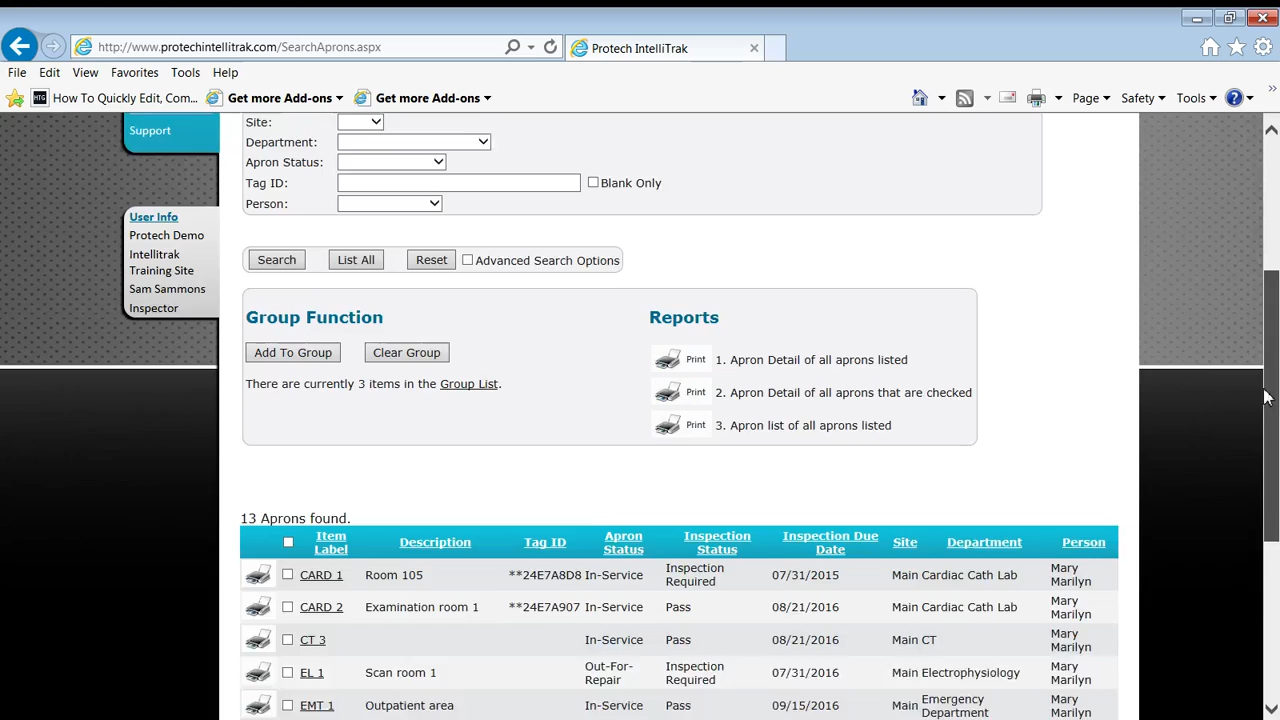 http://www.protechintellitrak.com/SearchAprons.aspx
Protech IntelliTrak
File Edit View Favorites Tools Help
HTG How To Quickly Edit, Com... Get more Add-ons Get more Add-ons Page Safety Tools
Support
Site:
Department:
Apron Status:
Tag ID: Blank Only
Person:
User Info
Protech Demo
Intellitrak
Training Site
Sam Sammons
Inspector
Search List All Reset Advanced Search Options
Group Function Reports
Add To Group Clear Group
There are currently 3 items in the Group List.
Print 1. Apron Detail of all aprons listed
Print 2. Apron Detail of all aprons that are checked
Print 3. Apron list of all aprons listed
13 Aprons found.
Item Label Description Tag ID Apron Status Inspection Status Inspection Due Date Site Department Person
CARD 1 Room 105 **24E7A8D8 In-Service Inspection Required 07/31/2015 Main Cardiac Cath Lab Mary Marilyn
CARD 2 Examination room 1 **24E7A907 In-Service Pass 08/21/2016 Main Cardiac Cath Lab Mary Marilyn
CT 3 In-Service Pass 08/21/2016 Main CT Mary Marilyn
EL 1 Scan room 1 Out-For-Repair Inspection Required 07/31/2016 Main Electrophysiology Mary Marilyn
EMT 1 Outpatient area In-Service Pass 09/15/2016 Main Emergency Department Mary Marilyn